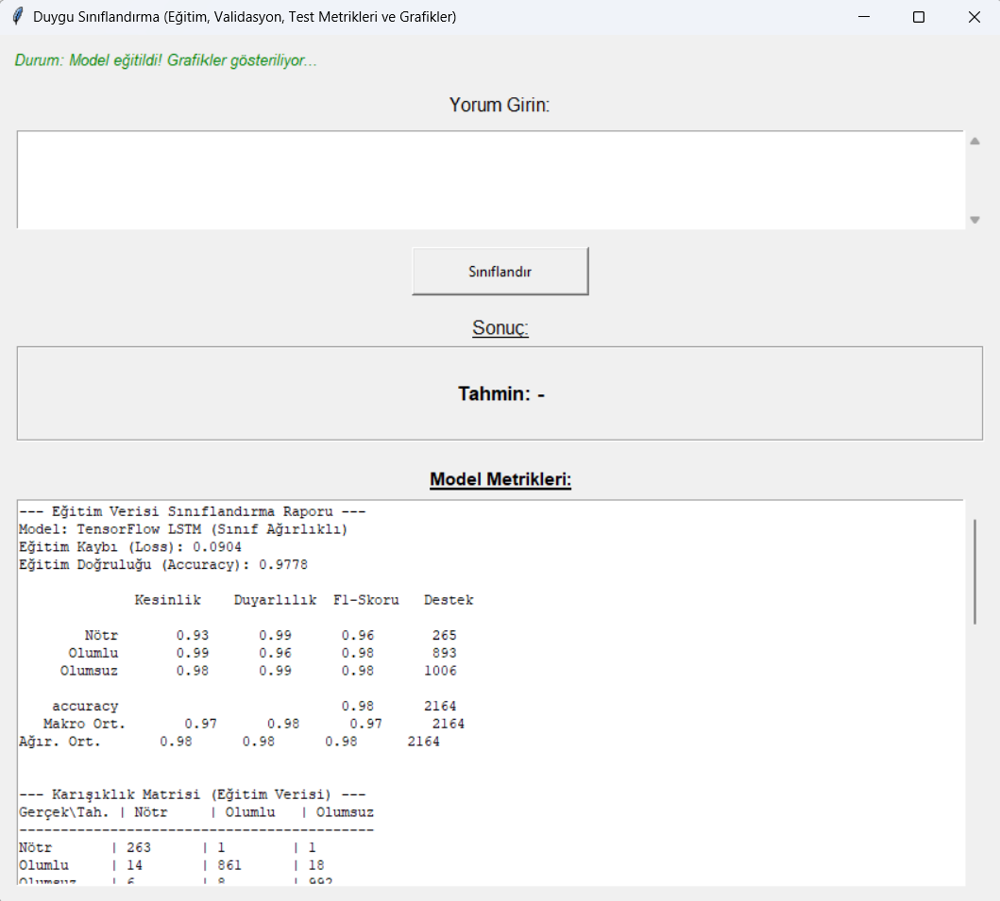 Duygu Sınıflandırma (Eğitim, Validasyon, Test Metrikleri ve Grafikler)
Durum: Model eğitildi! Grafikler gösteriliyor...
Yorum Girin:
Sınıflandır
Sonuç:
Tahmin: -
Model Metrikleri:
--- Eğitim Verisi Sınıflandırma Raporu ---
Model: TensorFlow LSTM (Sınıf Ağırlıklı)
Eğitim Kaybı (Loss): 0.0904
Eğitim Doğruluğu (Accuracy): 0.9778
Kesinlik Duyarlılık F1-Skoru Destek
Nötr 0.93 0.99 0.96 265
Olumlu 0.99 0.96 0.98 893
Olumsuz 0.98 0.99 0.98 1006
accuracy 0.98 2164
Makro Ort. 0.97 0.98 0.97 2164
Ağır. Ort. 0.98 0.98 0.98 2164
--- Karışıklık Matrisi (Eğitim Verisi) ---
Gerçek\Tah. | Nötr | Olumlu | Olumsuz
-------------------------------------------
Nötr | 263 | 1 | 1
Olumlu | 14 | 861 | 18
Olumsuz | 6 | 8 | 992